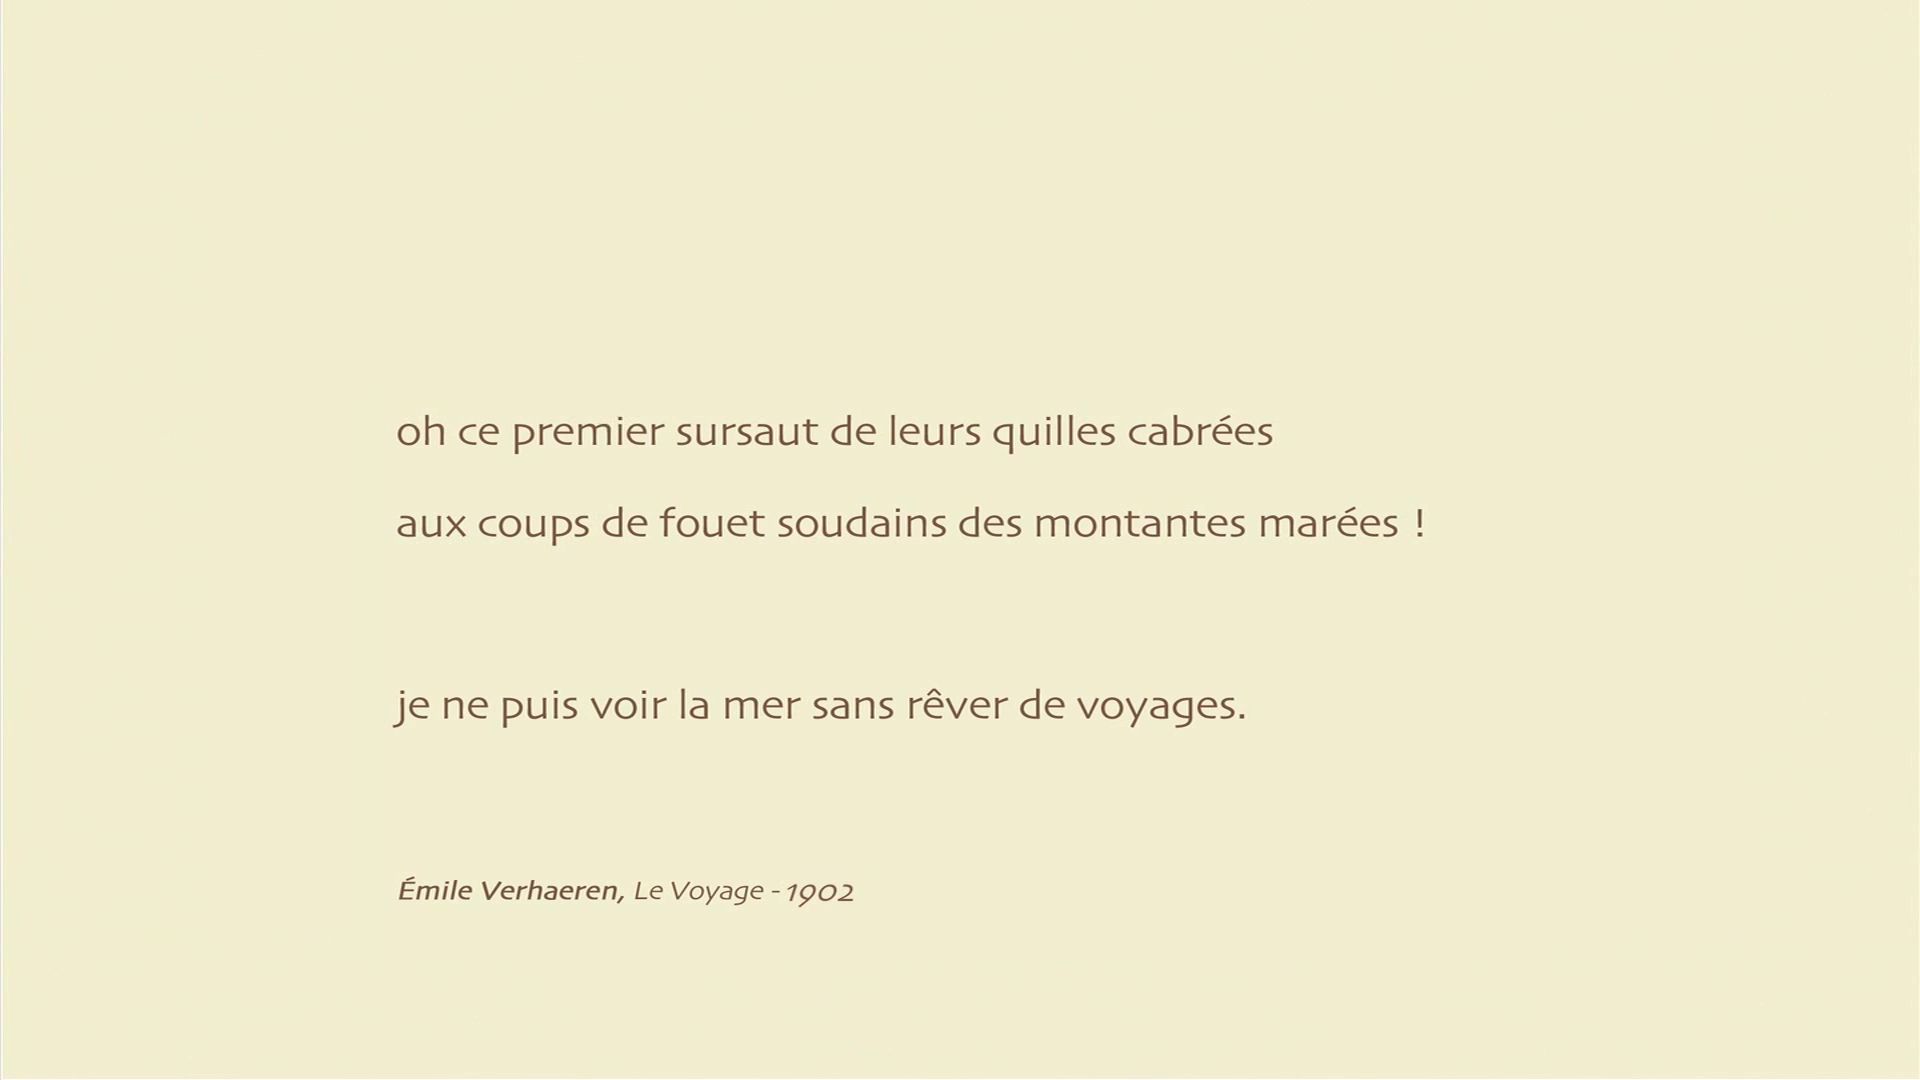 oh ce premier sursaut de leurs quilles cabrées
aux coups de fouet soudains des montantes marées !
je ne puis voir la mer sans rêver de voyages.
Émile Verhaeren, Le Voyage - 1902